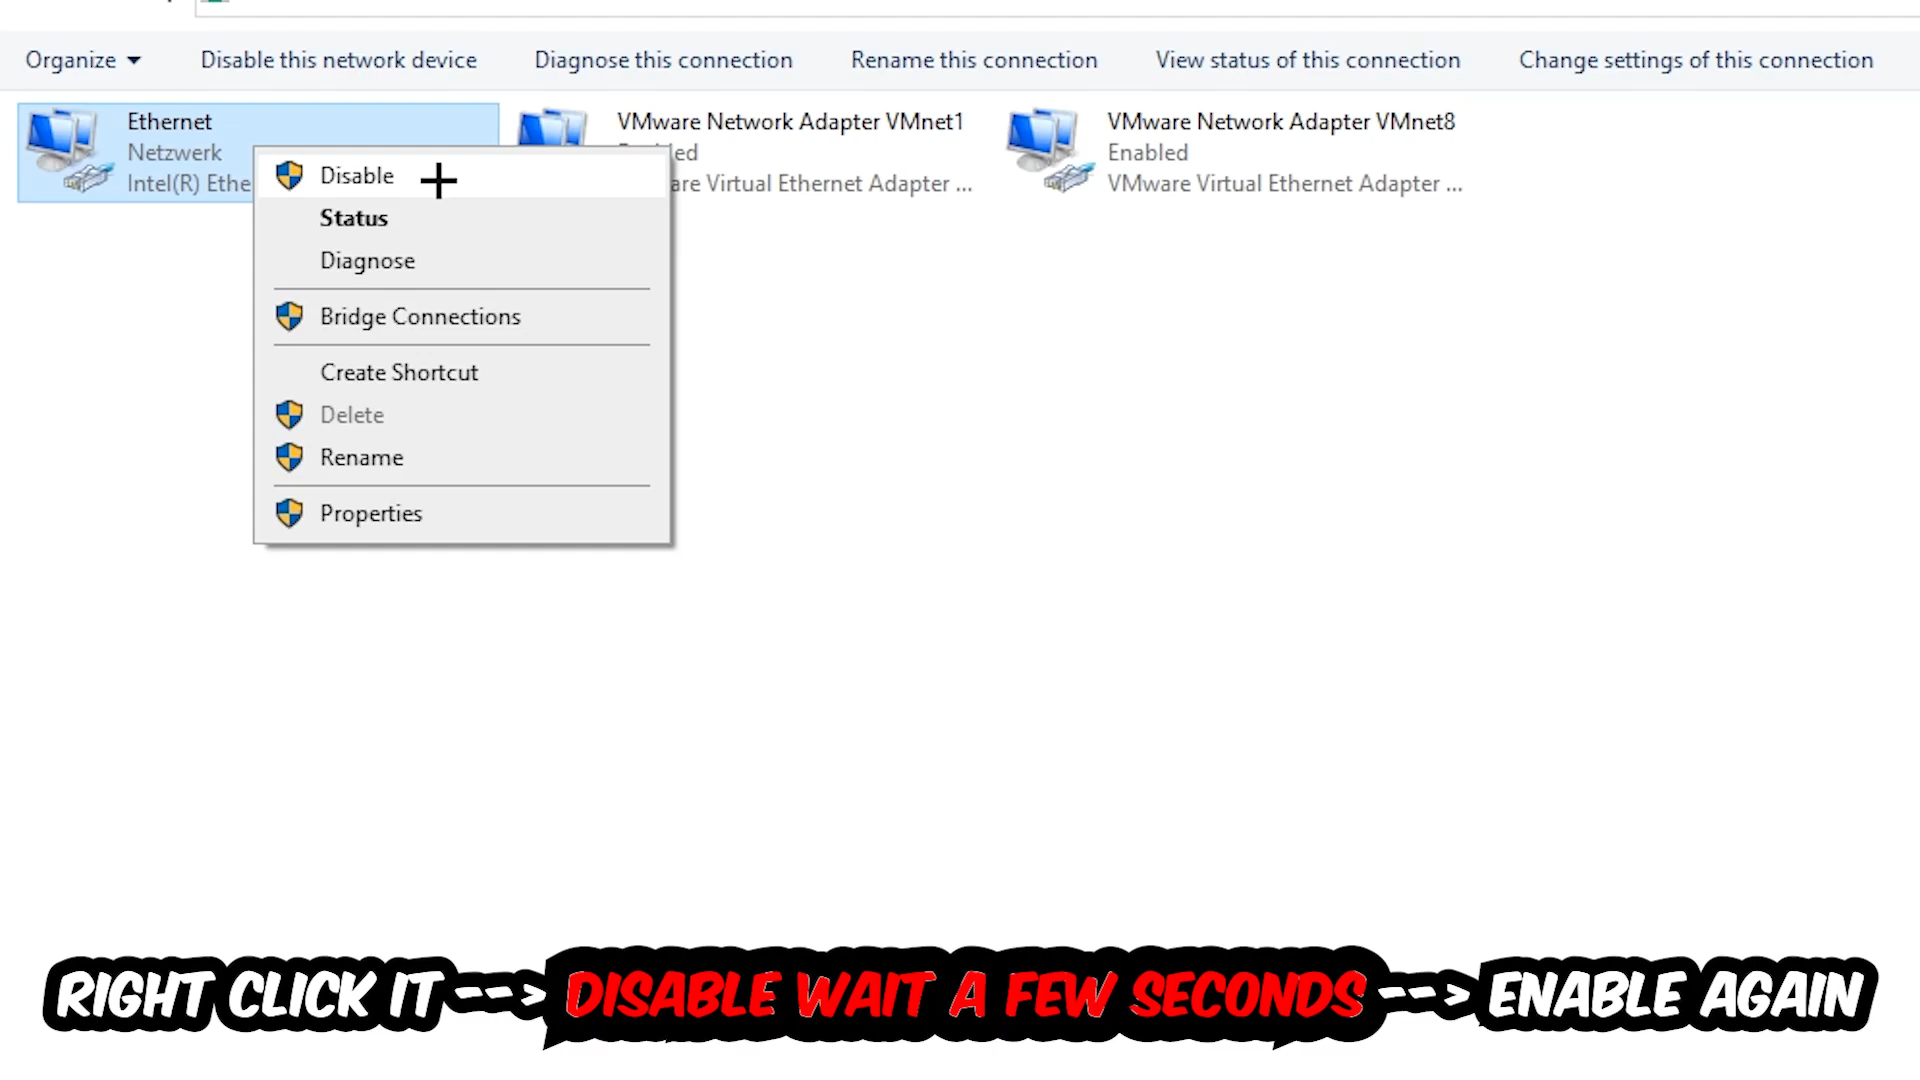 Organize Disable this network device Diagnose this connection Rename this connection View status of this connection Change settings of this connection
Ethernet
Netzwerk
Intel(R) Ethe
VMware Network Adapter VMnet1
VMware Virtual Ethernet Adapter ...
VMware Network Adapter VMnet8
Enabled
VMware Virtual Ethernet Adapter ...
Disable
Status
Diagnose
Bridge Connections
Create Shortcut
Delete
Rename
Properties
RIGHT CLICK IT --> DISABLE WAIT A FEW SECONDS --> ENABLE AGAIN